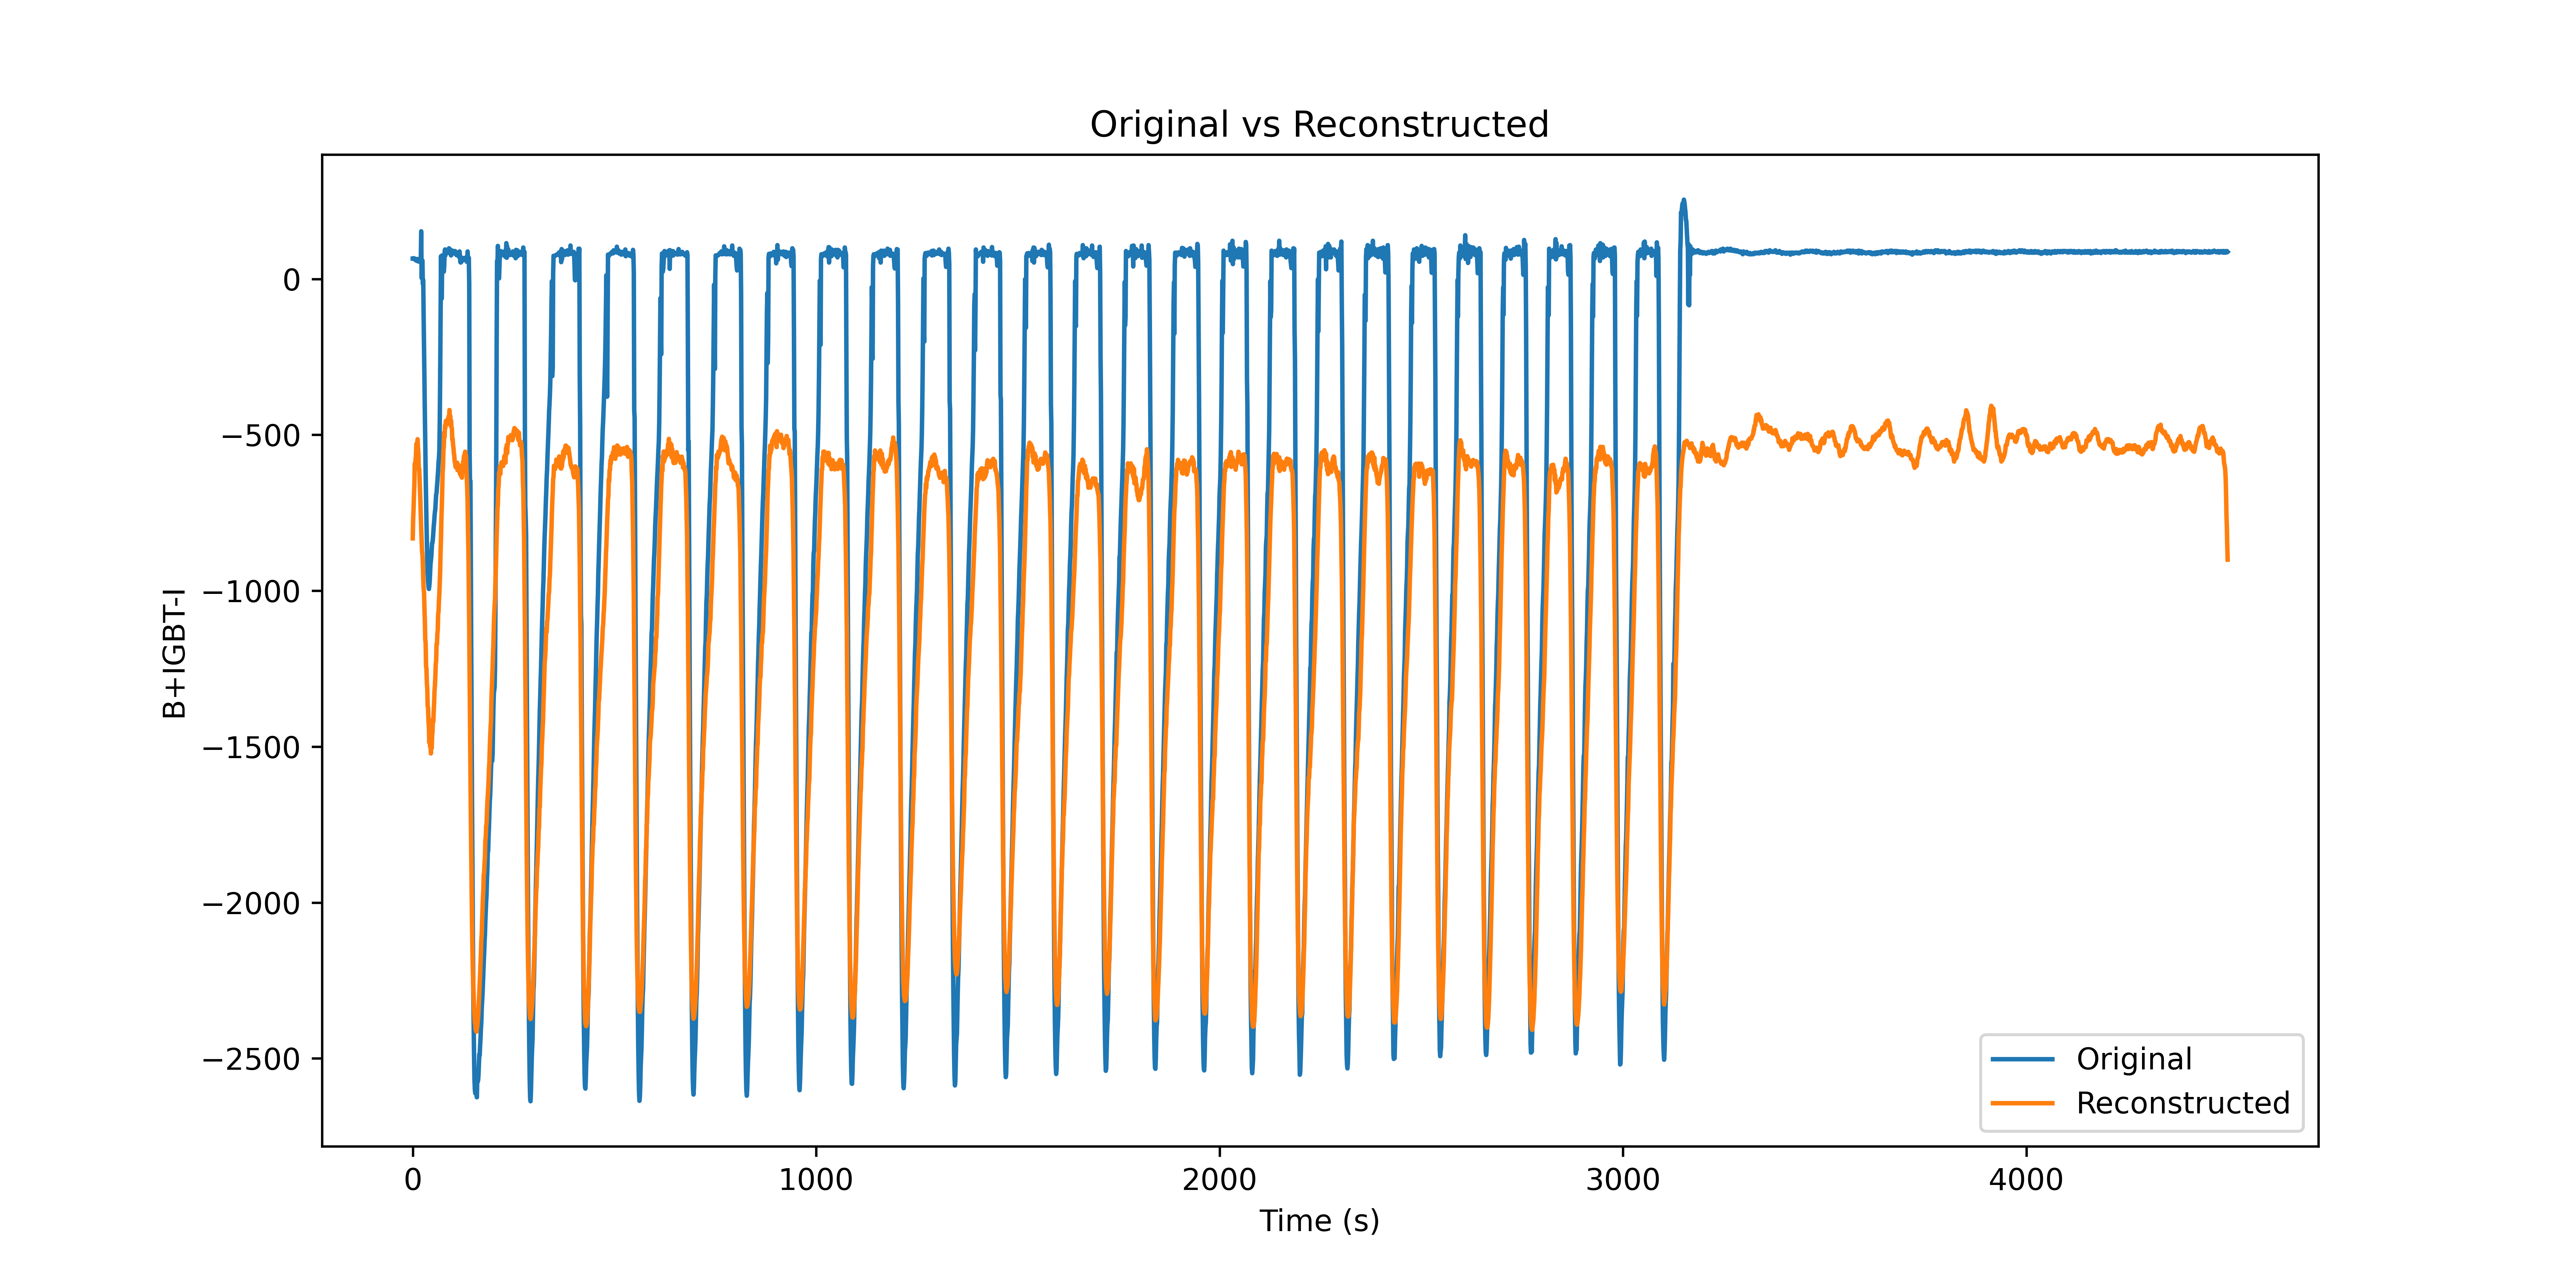 Original vs Reconstructed
B+IGBT-I
0
−500
−1000
−1500
−2000
−2500
0 1000 2000 3000 4000
Time (s)
Original
Reconstructed